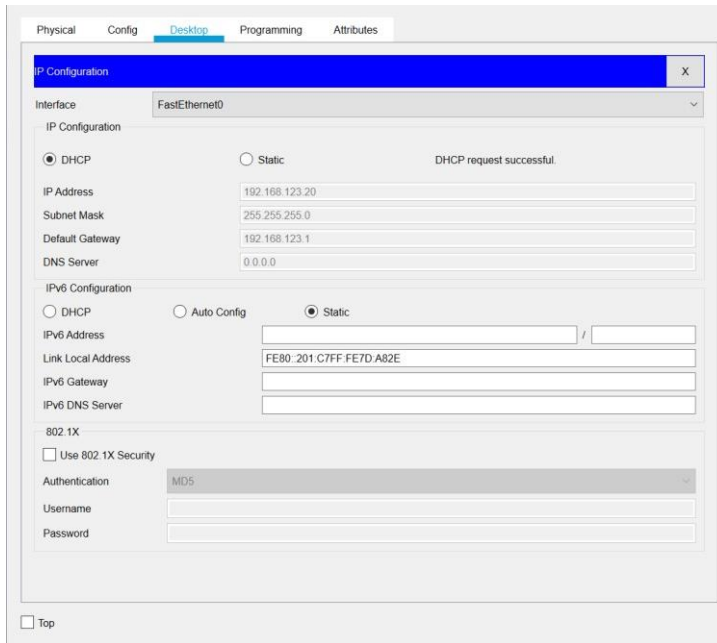 Physical Config Desktop Programming Attributes
IP Configuration X
Interface FastEthernet0
IP Configuration
DHCP Static DHCP request successful.
IP Address 192.168.123.20
Subnet Mask 255.255.255.0
Default Gateway 192.168.123.1
DNS Server 0.0.0.0
IPv6 Configuration
DHCP Auto Config Static
IPv6 Address /
Link Local Address FE80::201:C7FF:FE7D:A82E
IPv6 Gateway
IPv6 DNS Server
802.1X
Use 802.1X Security
Authentication MD5
Username
Password
Top